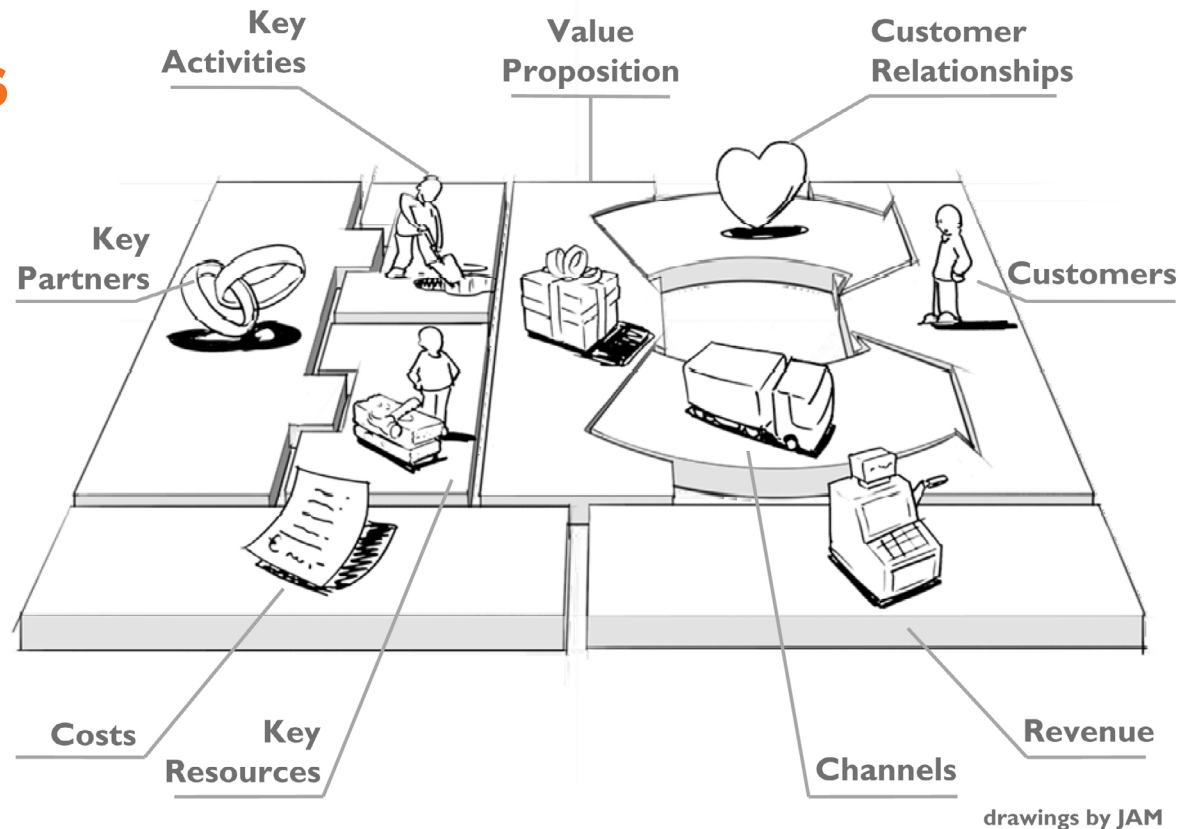 Key
Activities
Value
Proposition
Customer
Relationships
Key
Partners
Customers
Costs
Key
Resources
Channels
Revenue
drawings by JAM